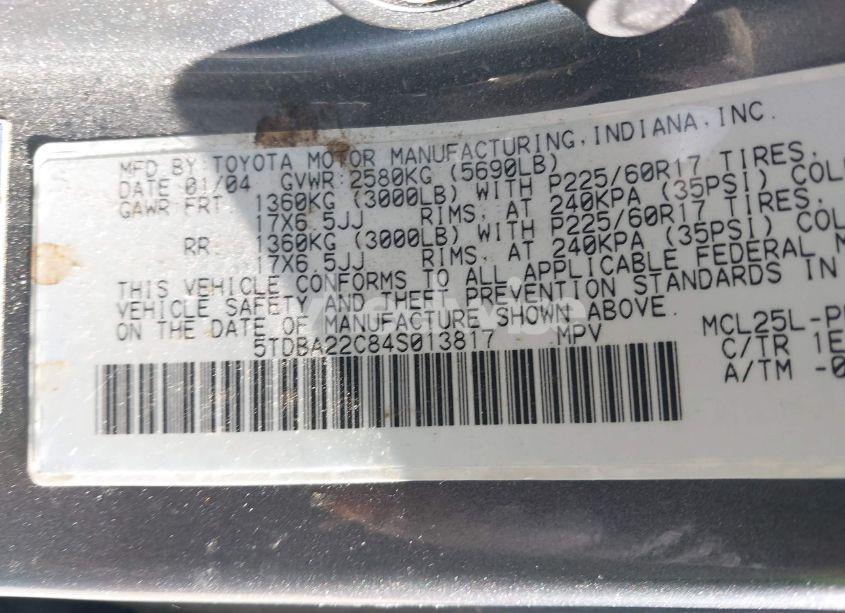 MFD BY TOYOTA MOTOR MANUFACTURING, INDIANA, INC.
DATE 01/04 GVWR 2580KG (5690LB)
GAWR FRT. 1360KG (3000LB) WITH P225/60R17 TIRES,
17X6.5JJ RIMS, AT 240KPA (35PSI) COL
RR. 1360KG (3000LB) WITH P225/60R17 TIRES,
17X6.5JJ RIMS, AT 240KPA (35PSI) COL
THIS VEHICLE CONFORMS TO ALL APPLICABLE FEDERAL M
VEHICLE SAFETY AND THEFT PREVENTION STANDARDS IN
ON THE DATE OF MANUFACTURE SHOWN ABOVE.
5TDBA22C84S013817 MPV
MCL25L-P
C/TR 1E
A/TM -0